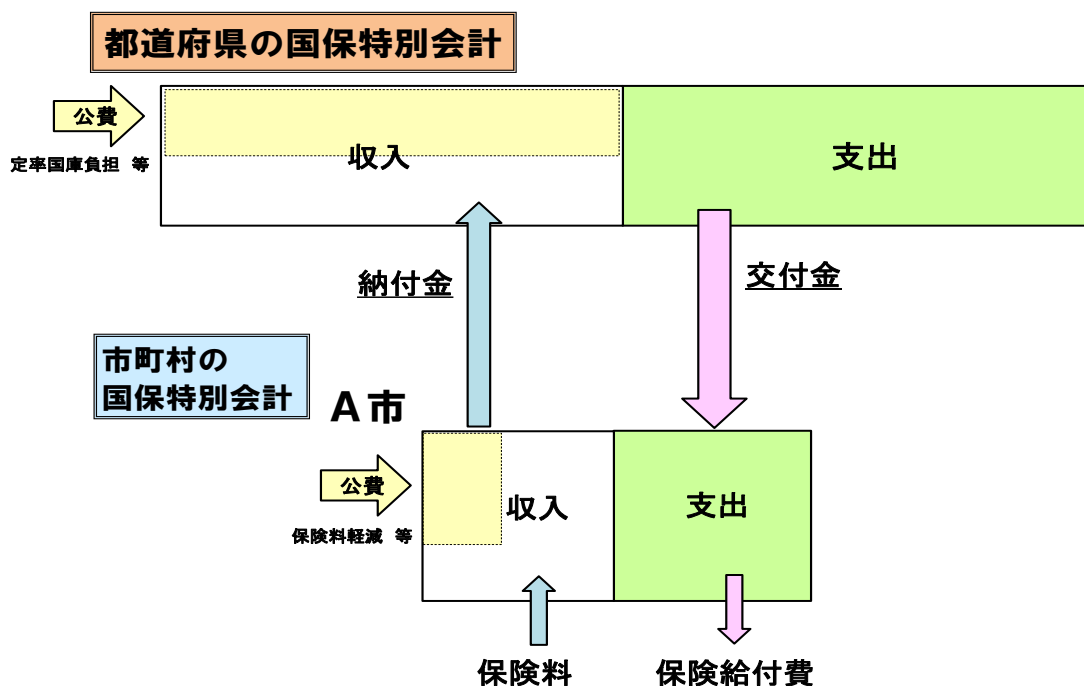 都道府県の国保特別会計
公費
定率国庫負担 等
収入
支出
納付金
交付金
市町村の
国保特別会計
A市
公費
保険料軽減 等
収入
支出
保険料
保険給付費